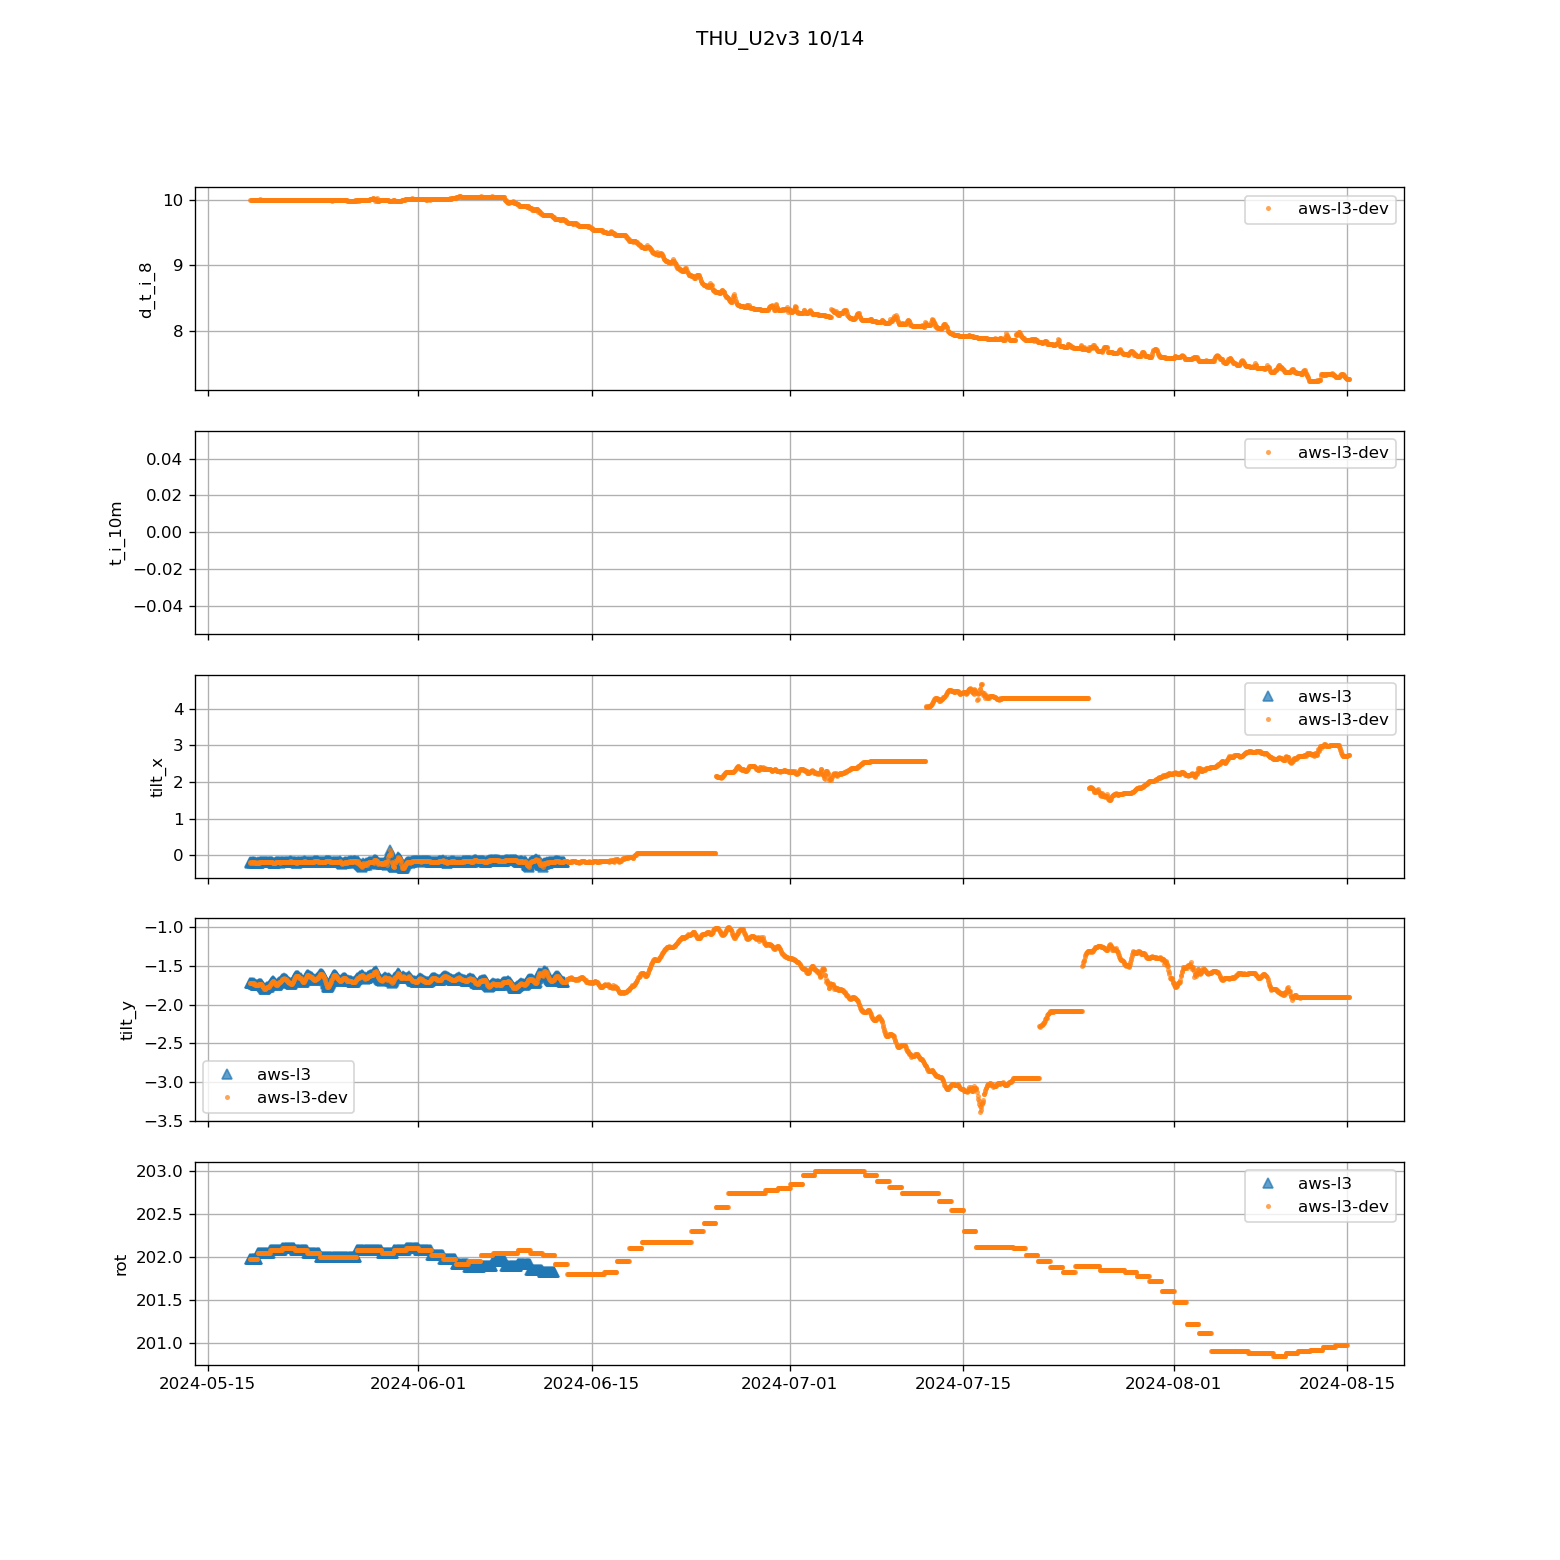 THU_U2v3 10/14
10
9
8
d_t_i_8
aws-l3-dev
0.04
0.02
0.00
−0.02
−0.04
t_i_10m
aws-l3-dev
4
3
2
1
0
tilt_x
aws-l3
aws-l3-dev
−1.0
−1.5
−2.0
−2.5
−3.0
−3.5
tilt_y
aws-l3
aws-l3-dev
203.0
202.5
202.0
201.5
201.0
rot
aws-l3
aws-l3-dev
2024-05-15 2024-06-01 2024-06-15 2024-07-01 2024-07-15 2024-08-01 2024-08-15